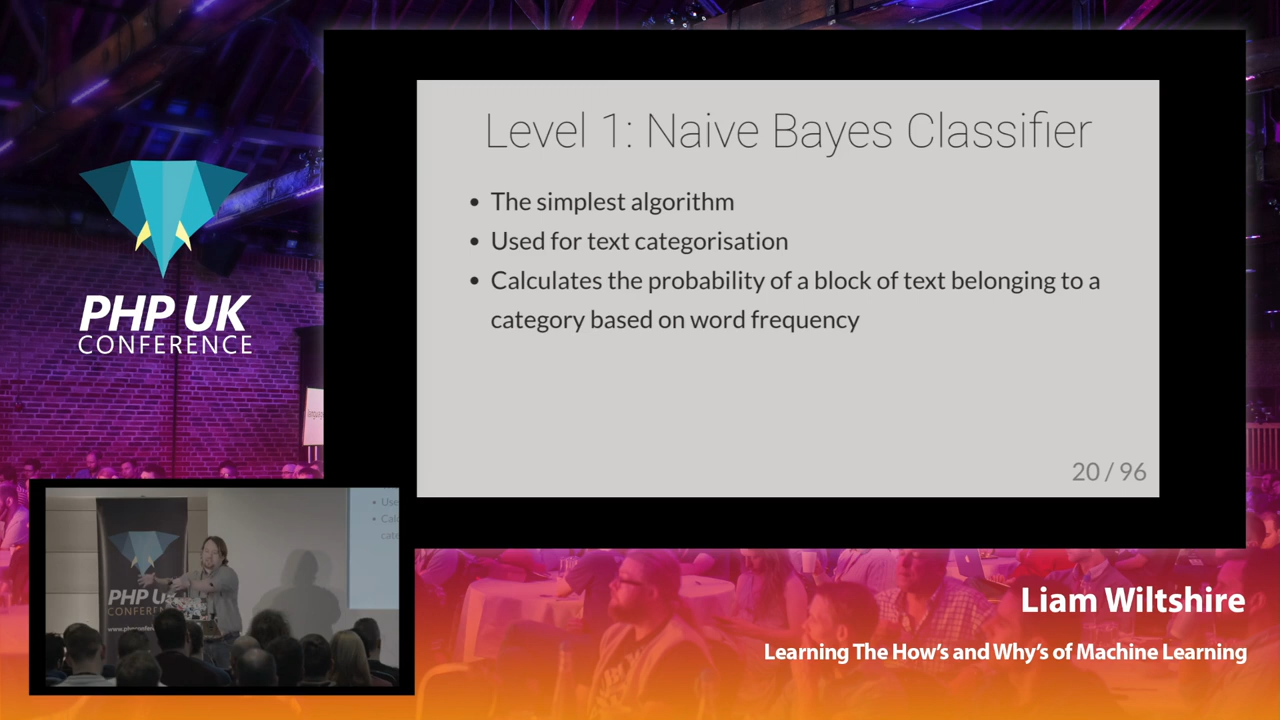 Level 1: Naive Bayes Classifier
• The simplest algorithm
• Used for text categorisation
• Calculates the probability of a block of text belonging to a
category based on word frequency
20 / 96
PHP UK
CONFERENCE
PHP U
CONFEREN
Liam Wiltshire
Learning The How's and Why's of Machine Learning